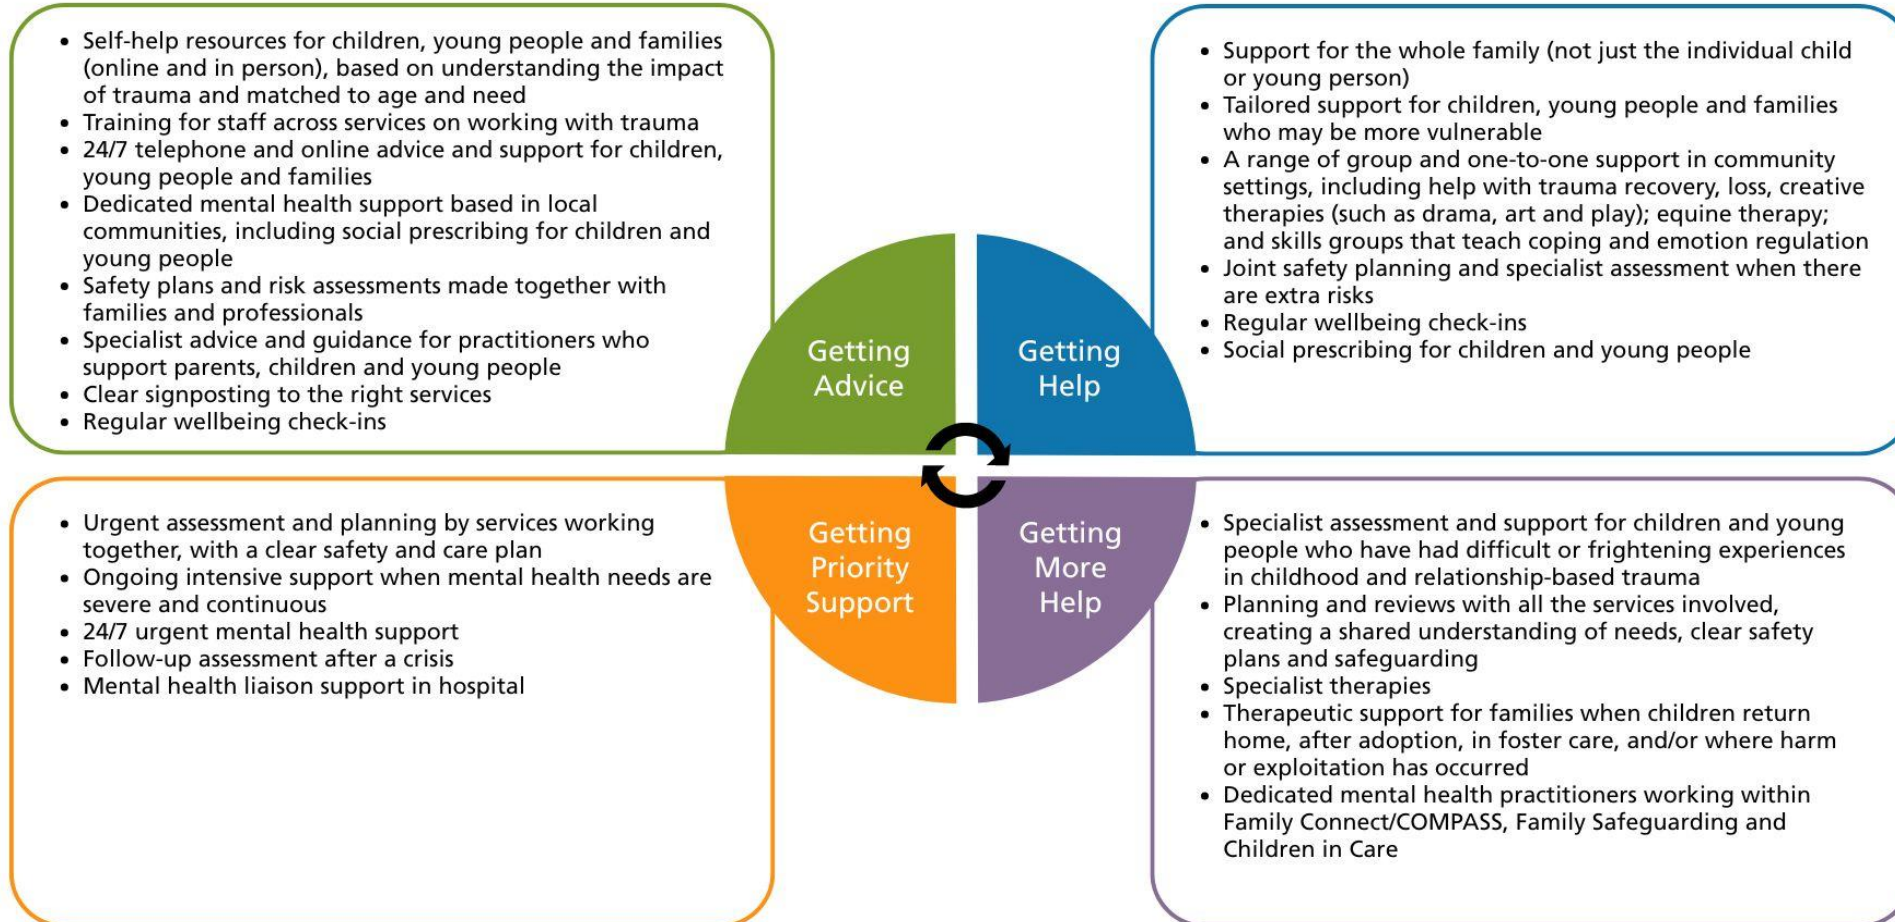 • Self-help resources for children, young people and families
(online and in person), based on understanding the impact
of trauma and matched to age and need
• Training for staff across services on working with trauma
• 24/7 telephone and online advice and support for children,
young people and families
• Dedicated mental health support based in local
communities, including social prescribing for children and
young people
• Safety plans and risk assessments made together with
families and professionals
• Specialist advice and guidance for practitioners who
support parents, children and young people
• Clear signposting to the right services
• Regular wellbeing check-ins
Getting
Advice
Getting
Help
• Support for the whole family (not just the individual child
or young person)
• Tailored support for children, young people and families
who may be more vulnerable
• A range of group and one-to-one support in community
settings, including help with trauma recovery, loss, creative
therapies (such as drama, art and play); equine therapy;
and skills groups that teach coping and emotion regulation
• Joint safety planning and specialist assessment when there
are extra risks
• Regular wellbeing check-ins
• Social prescribing for children and young people
• Urgent assessment and planning by services working
together, with a clear safety and care plan
• Ongoing intensive support when mental health needs are
severe and continuous
• 24/7 urgent mental health support
• Follow-up assessment after a crisis
• Mental health liaison support in hospital
Getting
Priority
Support
Getting
More
Help
• Specialist assessment and support for children and young
people who have had difficult or frightening experiences
in childhood and relationship-based trauma
• Planning and reviews with all the services involved,
creating a shared understanding of needs, clear safety
plans and safeguarding
• Specialist therapies
• Therapeutic support for families when children return
home, after adoption, in foster care, and/or where harm
or exploitation has occurred
• Dedicated mental health practitioners working within
Family Connect/COMPASS, Family Safeguarding and
Children in Care